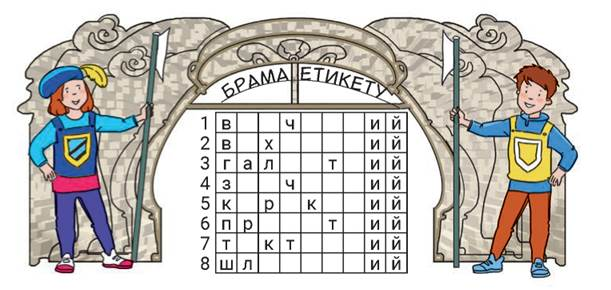 БРАМА ЕТИКЕТУ
1 в ч и й
2 в х и й
3 г а л т и й
4 з ч и й
5 к р к и й
6 п р т и й
7 т к т и й
8 ш л и й